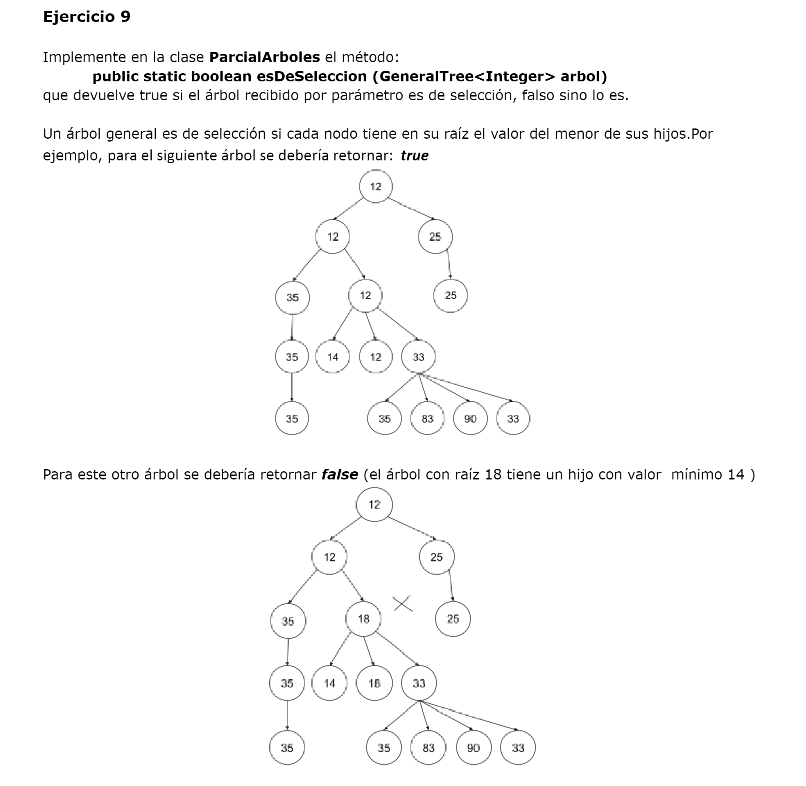 Ejercicio 9
Implemente en la clase ParcialArboles el método:
public static boolean esDeSeleccion (GeneralTree<Integer> arbol)
que devuelve true si el árbol recibido por parámetro es de selección, falso sino lo es.
Un árbol general es de selección si cada nodo tiene en su raíz el valor del menor de sus hijos.Por
ejemplo, para el siguiente árbol se debería retornar: true
12
12 25
35 12 25
35 14 12 33
35 35 83 90 33
Para este otro árbol se debería retornar false (el árbol con raíz 18 tiene un hijo con valor mínimo 14 )
12
12 25
35 18 25
35 14 18 33
35 35 83 90 33